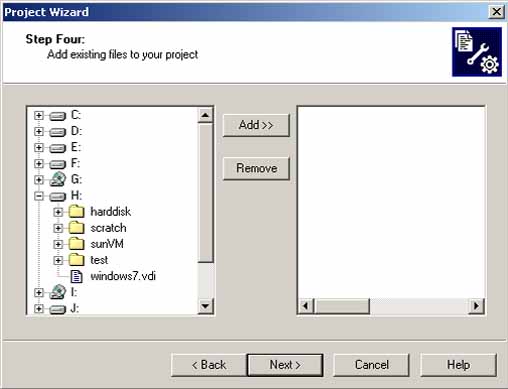 Project Wizard
Step Four:
Add existing files to your project
C:
D:
E:
F:
G:
H:
harddisk
scratch
sunVM
test
windows7.vdi
I:
J:
Add >>
Remove
< Back
Next >
Cancel
Help